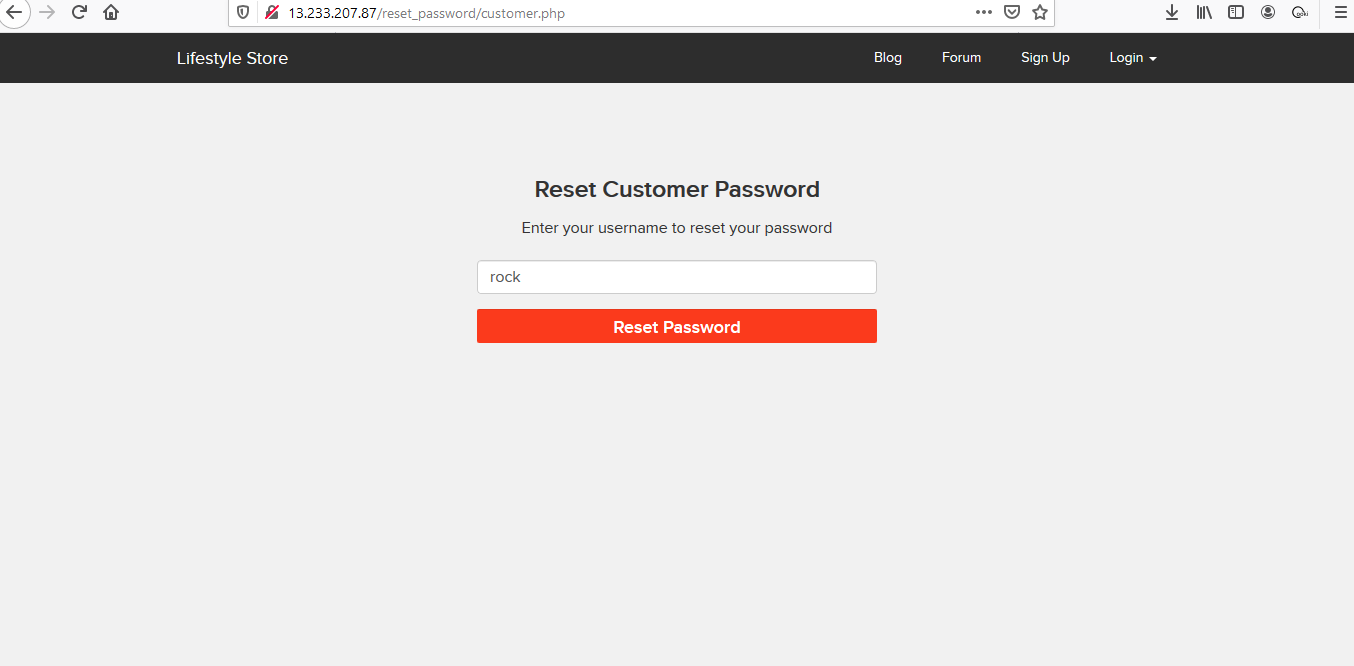 13.233.207.87/reset_password/customer.php
Lifestyle Store
Blog
Forum
Sign Up
Login
Reset Customer Password
Enter your username to reset your password
rock
Reset Password